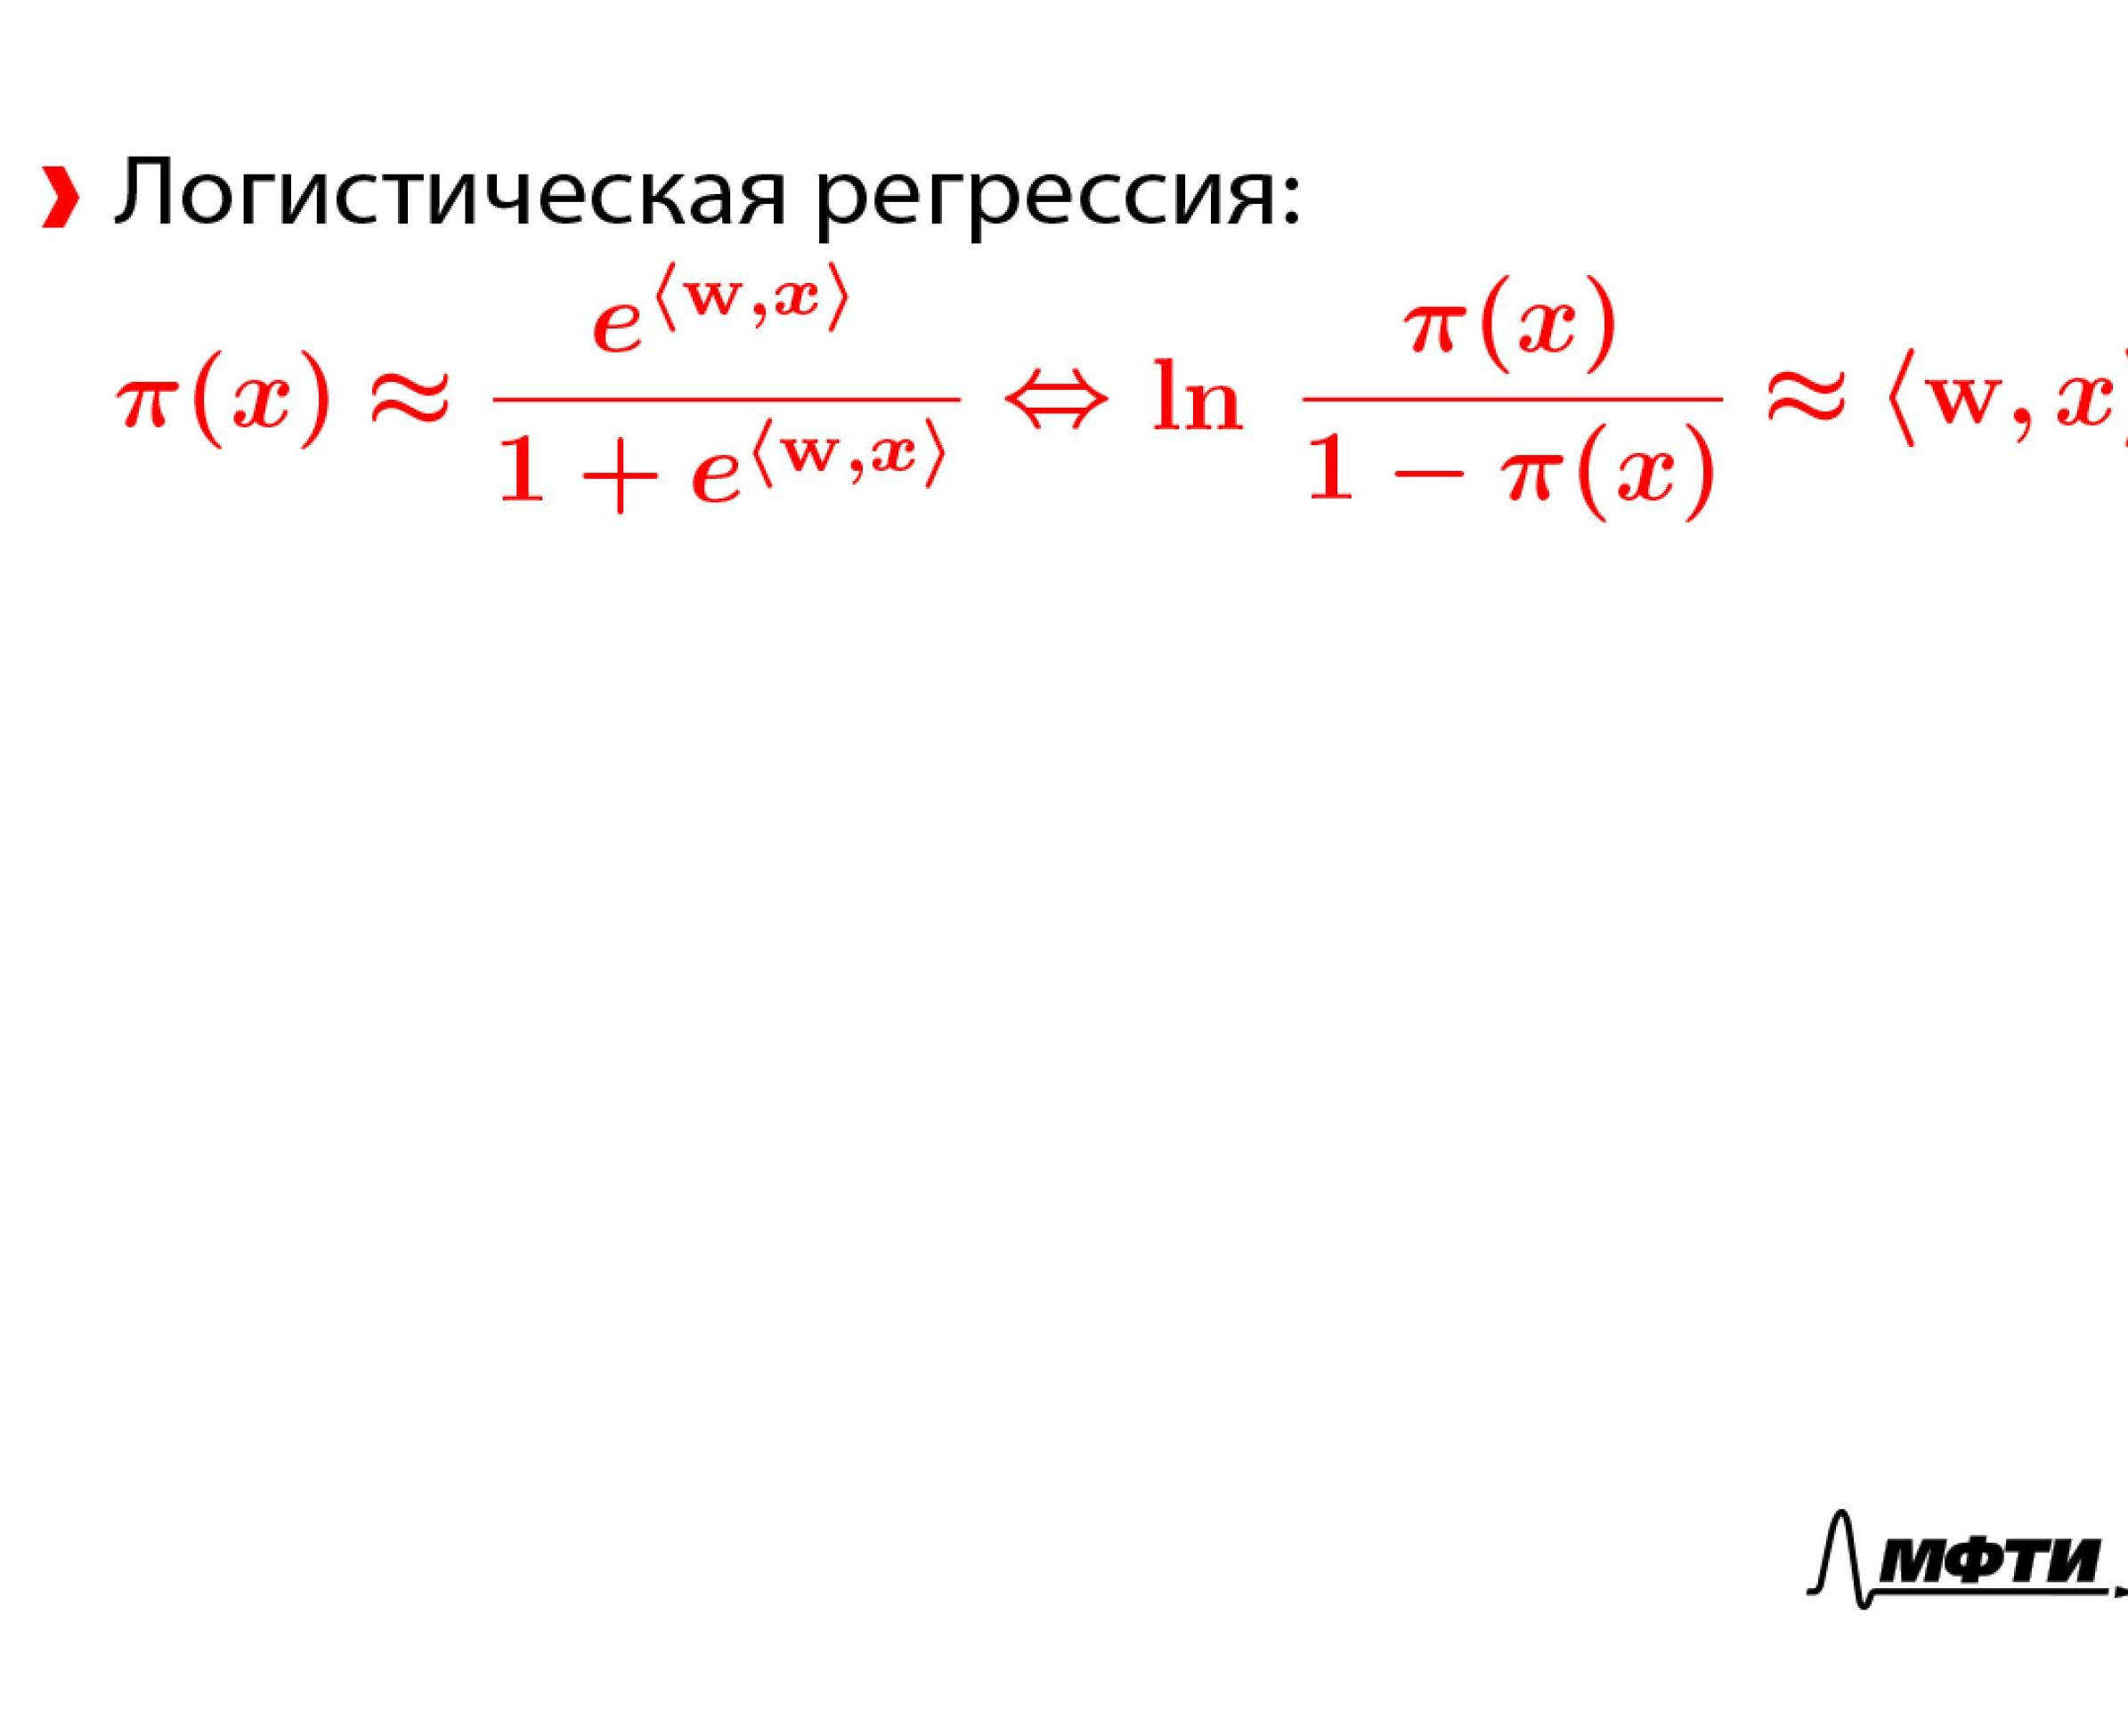 › Логистическая регрессия:
π(x) ≈ e^⟨w,x⟩ / (1 + e^⟨w,x⟩) ⇔ ln π(x) / (1 − π(x)) ≈ ⟨w, x⟩
МФТИ